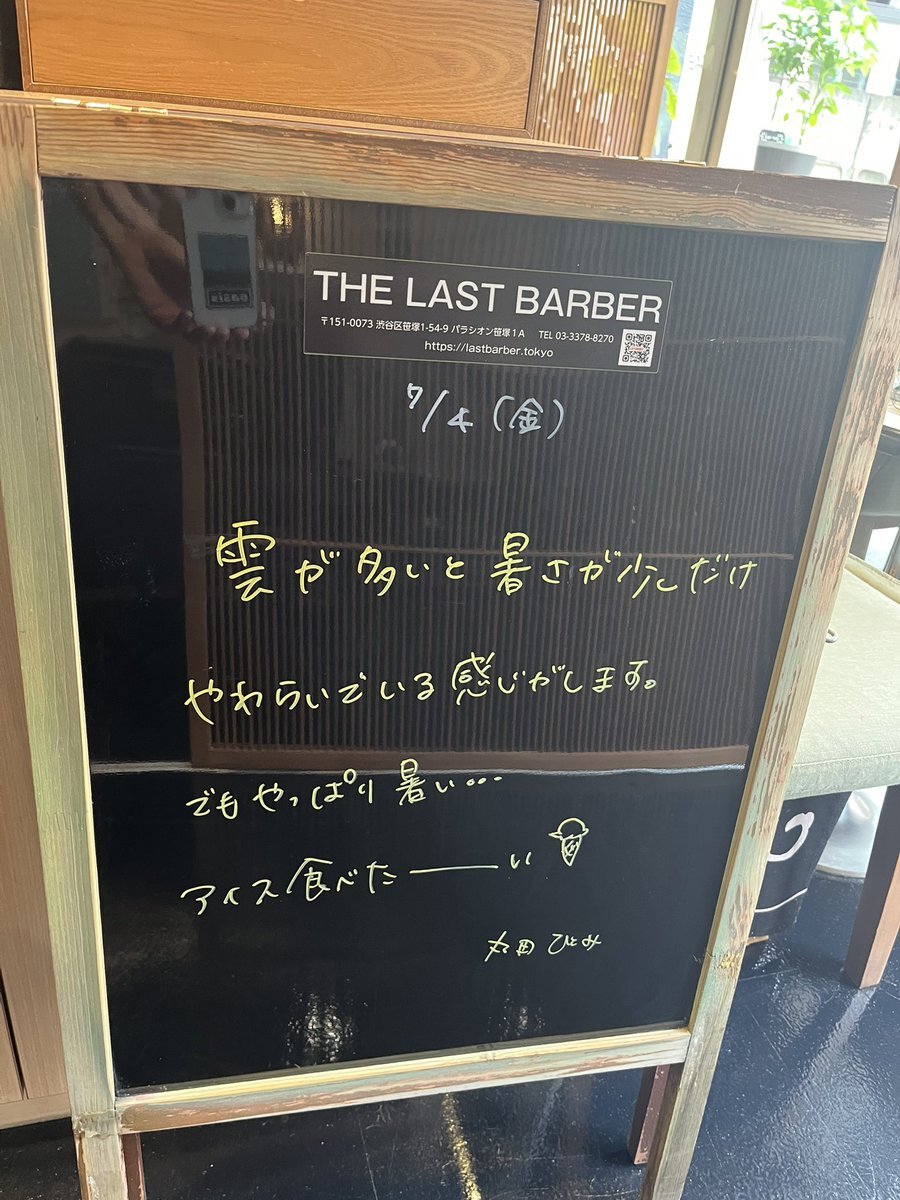 THE LAST BARBER
〒151-0073 渋谷区笹塚1-54-9 パラシオン笹塚1A TEL 03-3378-8270
https://lastbarber.tokyo
7/4 (金)
雲が多いと暑さが少しだけ
やわらいでいる感じがします。
でもやっぱり暑い...
アイス食べたーい
ひとみ